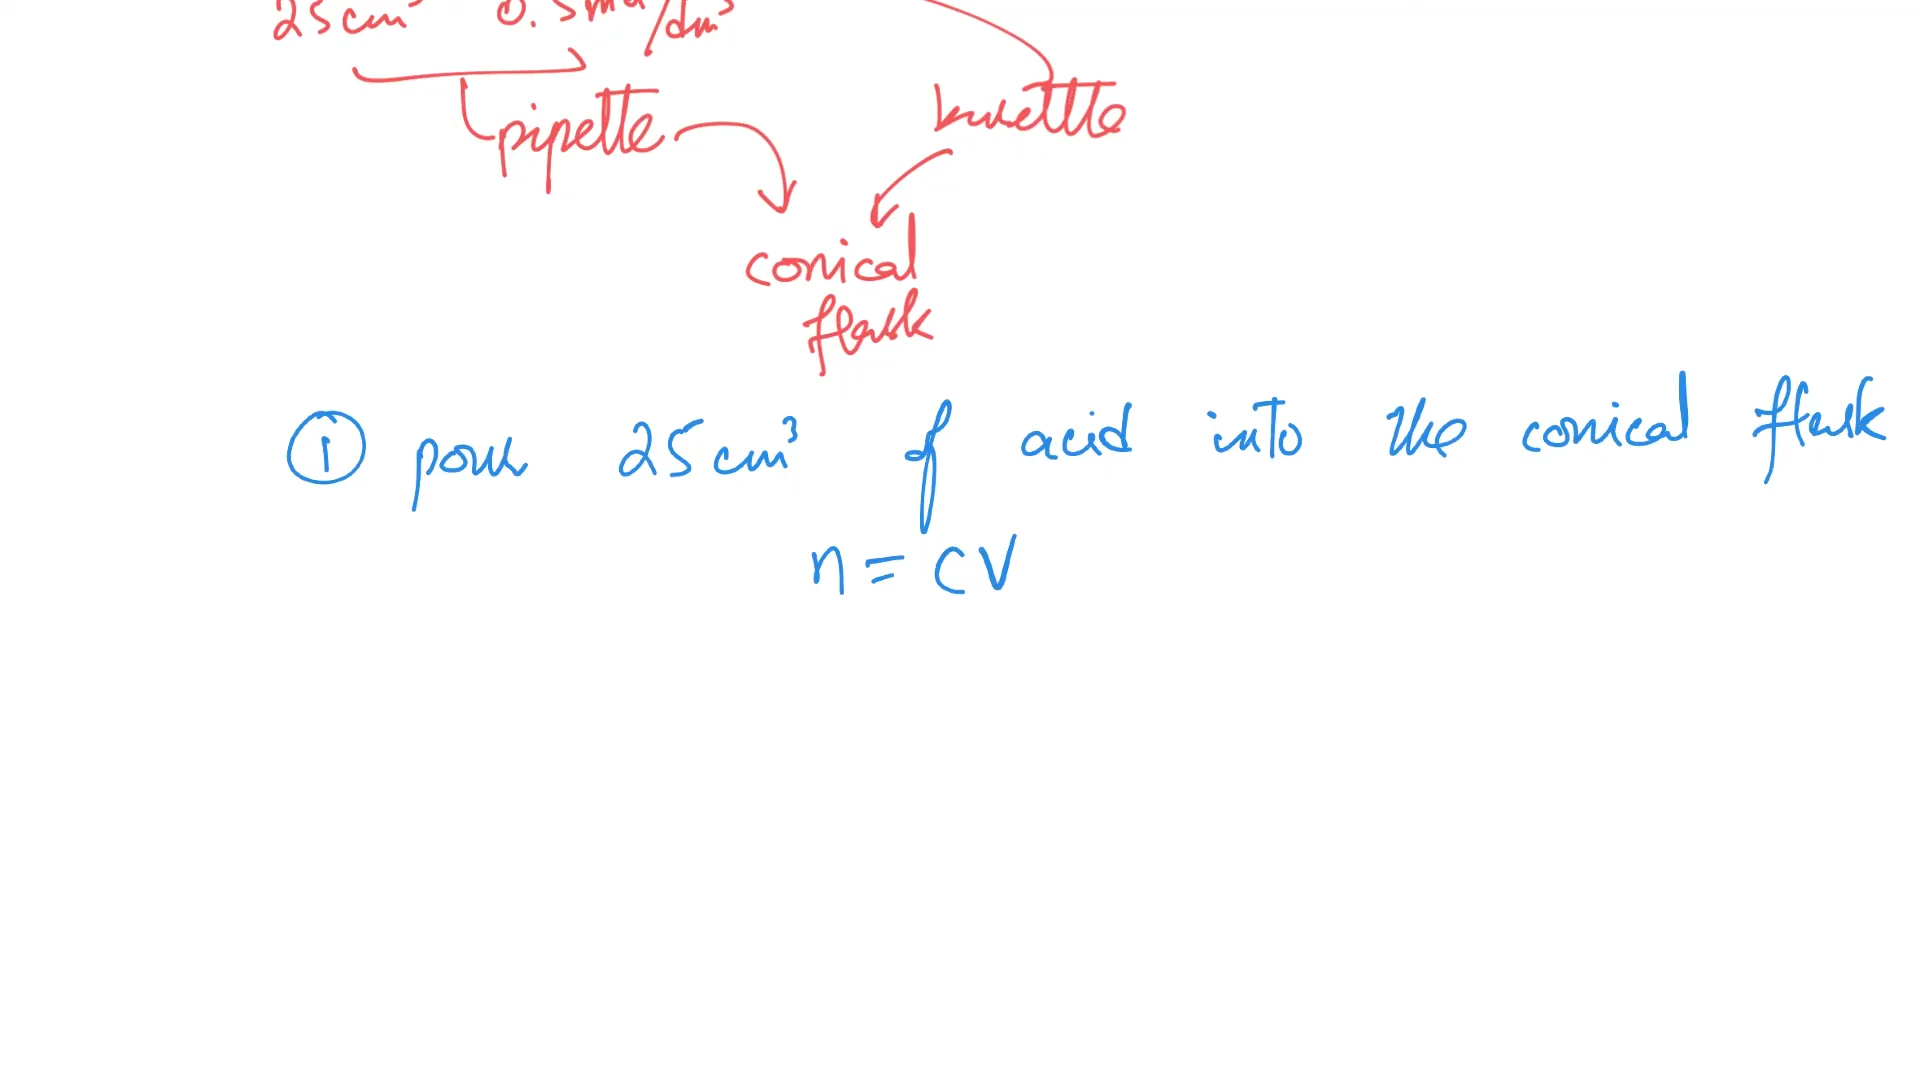 25cm³ 0.5mol/dm³
pipette burette
conical
flask
① pour 25cm³ of acid into the conical flask
n = CV